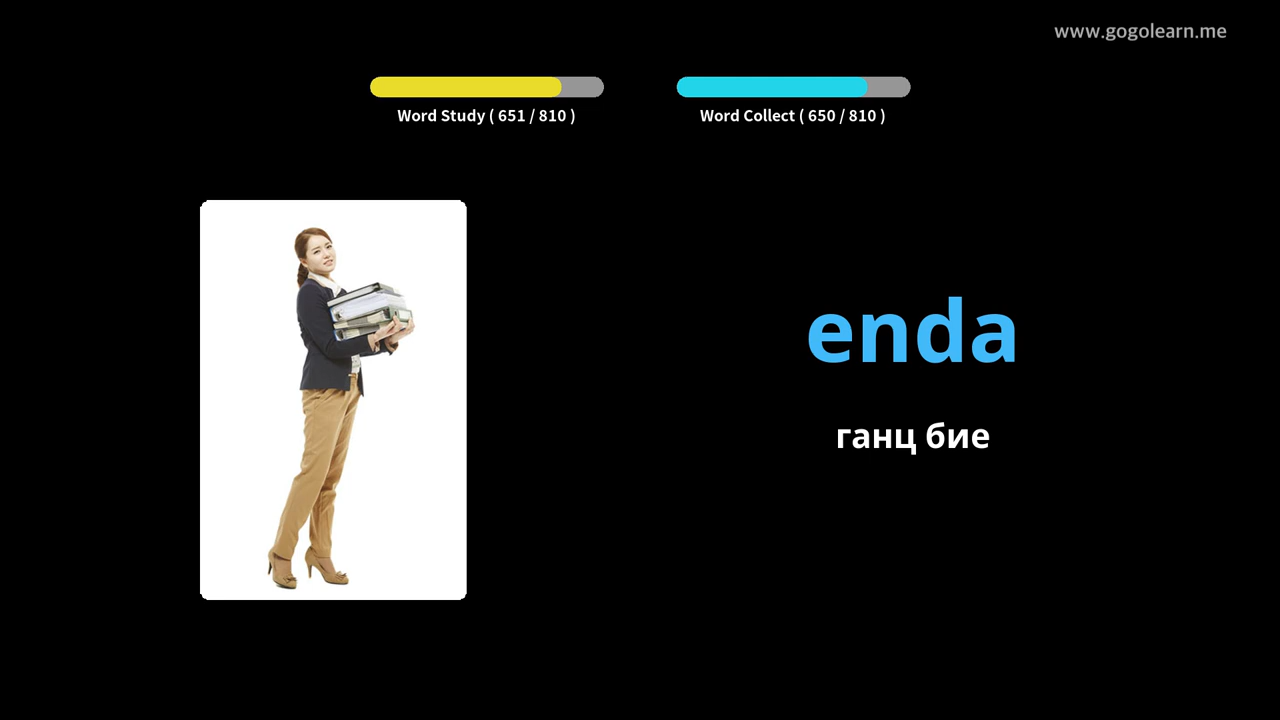 www.gogolearn.me
Word Study ( 651 / 810 )
Word Collect ( 650 / 810 )
enda
ганц бие